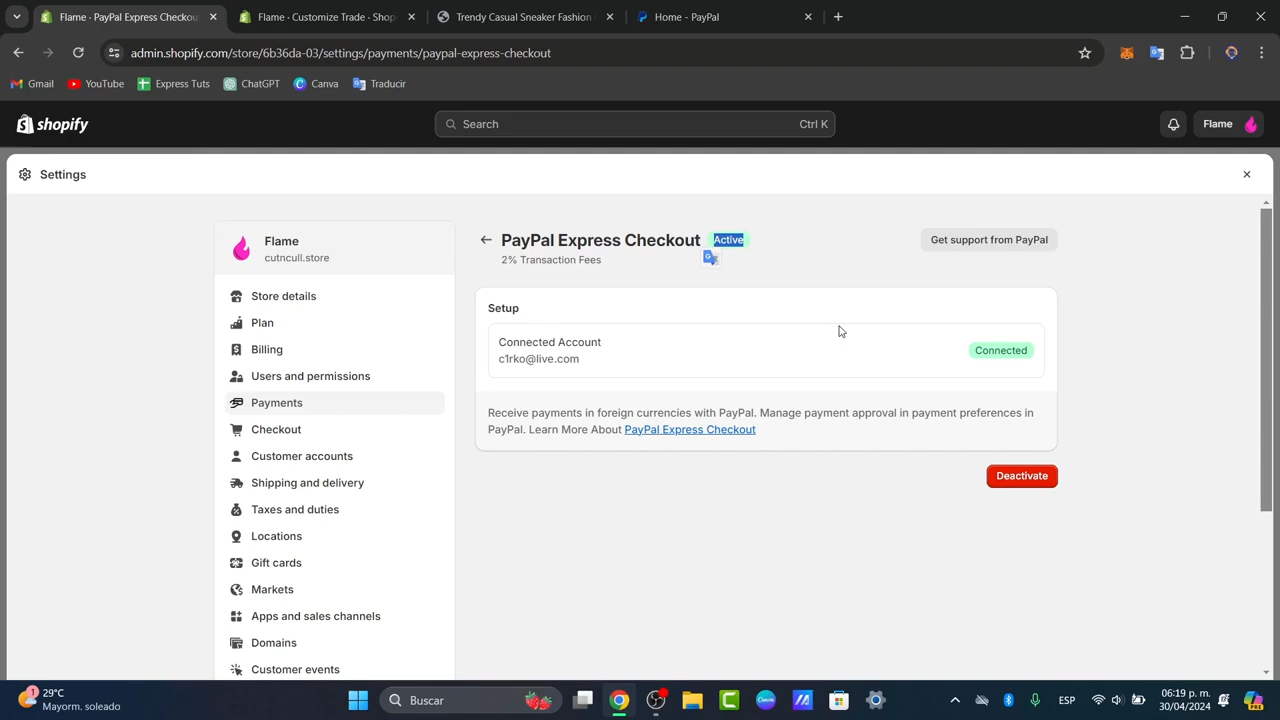 Flame · PayPal Express Checkou
Flame · Customize Trade · Shop
Trendy Casual Sneaker Fashion
Home - PayPal
admin.shopify.com/store/6b36da-03/settings/payments/paypal-express-checkout
Gmail
YouTube
Express Tuts
ChatGPT
Canva
Traducir
shopify
Search
Ctrl K
Flame
Settings
Flame
cutncull.store
Store details
Plan
Billing
Users and permissions
Payments
Checkout
Customer accounts
Shipping and delivery
Taxes and duties
Locations
Gift cards
Markets
Apps and sales channels
Domains
Customer events
PayPal Express Checkout Active
2% Transaction Fees
Get support from PayPal
Setup
Connected Account
c1rko@live.com
Connected
Receive payments in foreign currencies with PayPal. Manage payment approval in payment preferences in
PayPal. Learn More About PayPal Express Checkout
Deactivate
1
29°C
Mayorm. soleado
Buscar
ESP
06:19 p. m.
30/04/2024